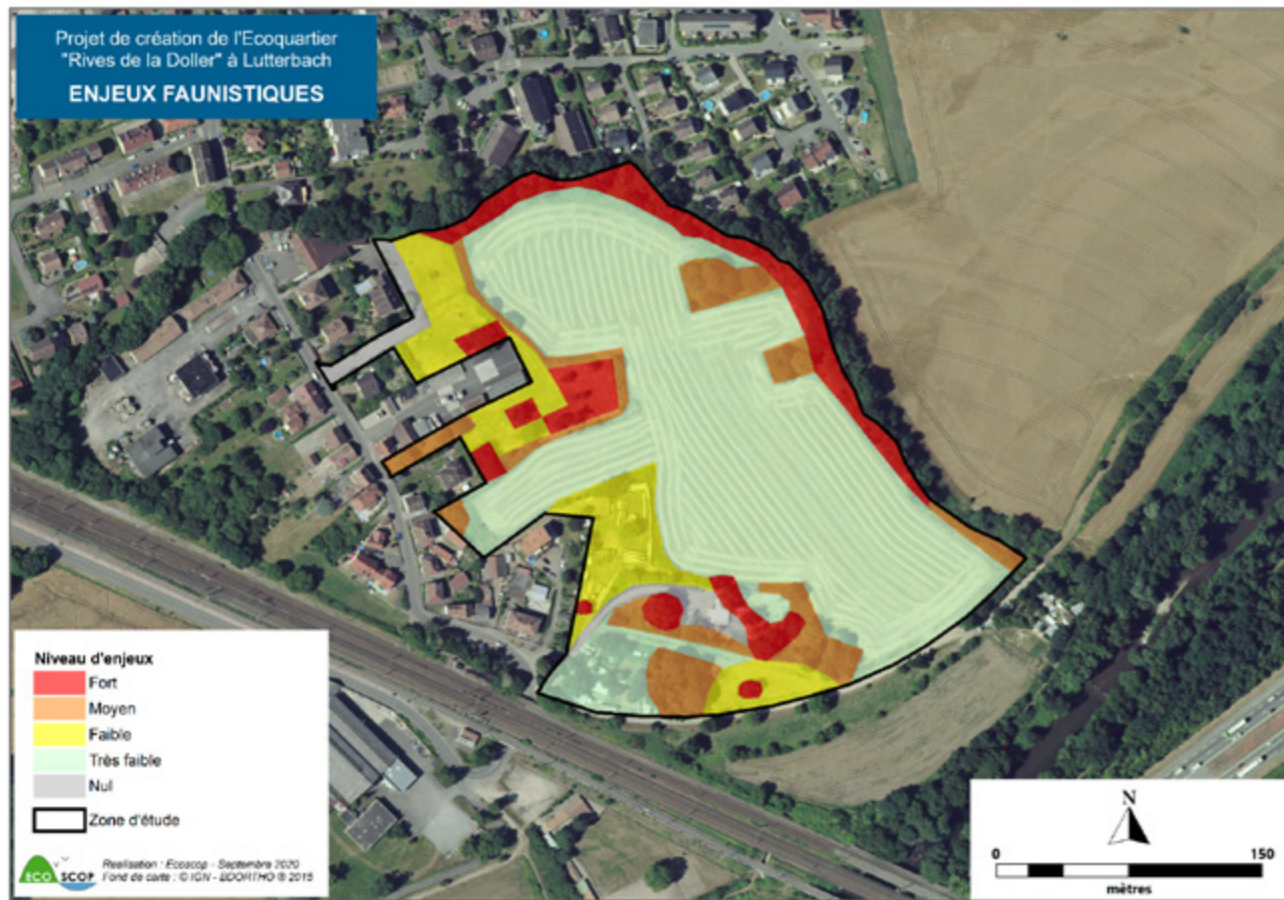 Projet de création de l'Ecoquartier
"Rives de la Doller" à Lutterbach
ENJEUX FAUNISTIQUES
Niveau d'enjeux
Fort
Moyen
Faible
Très faible
Nul
Zone d'étude
ECO SCOP
Realisation : Ecoscop - Septembre 2020
Fond de carte : © IGN - BDORTHO ® 2015
N
0 150
mètres